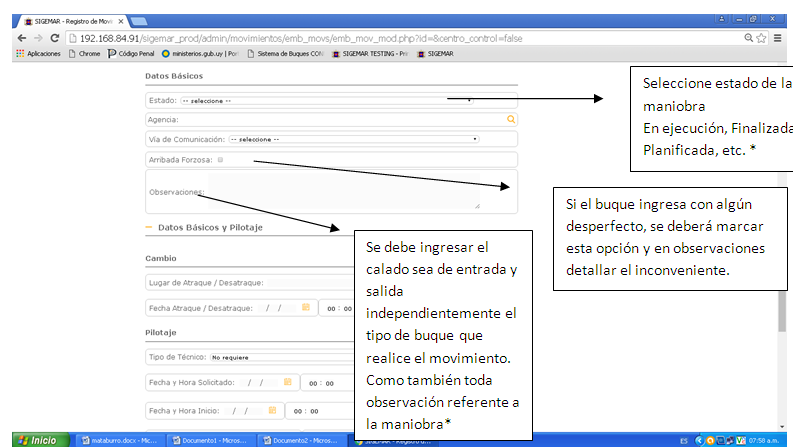 SIGEMAR - Registro de Movi
192.168.84.91/sigemar_prod/admin/movimientos/emb_movs/emb_mov_mod.php?id=&centro_control=false
Aplicaciones Chrome Código Penal ministerios.gub.uy | Por Sistema de Buques CON SIGEMAR TESTING - Pre SIGEMAR
Datos Básicos
Estado: -- seleccione --
Agencia:
Vía de Comunicación: -- seleccione --
Arribada Forzosa:
Observaciones:
Seleccione estado de la
maniobra
En ejecución, Finalizada
Planificada, etc. *
Si el buque ingresa con algún
desperfecto, se deberá marcar
esta opción y en observaciones
detallar el inconveniente.
Datos Básicos y Pilotaje
Cambio
Lugar de Atraque / Desatraque:
Fecha Atraque / Desatraque: / / 00 : 00
Pilotaje
Tipo de Técnico: No requiere
Fecha y Hora Solicitado: / / 00 : 00
Fecha y Hora Inicio: / / 00 : 00
Se debe ingresar el
calado sea de entrada y
salida
independientemente el
tipo de buque que
realice el movimiento.
Como también toda
observación referente a
la maniobra*
Inicio mataburro.docx - Mic... Documento1 - Micros... Documento2 - Micros... SIGEMAR - Registro d... ES 07:58 a.m.